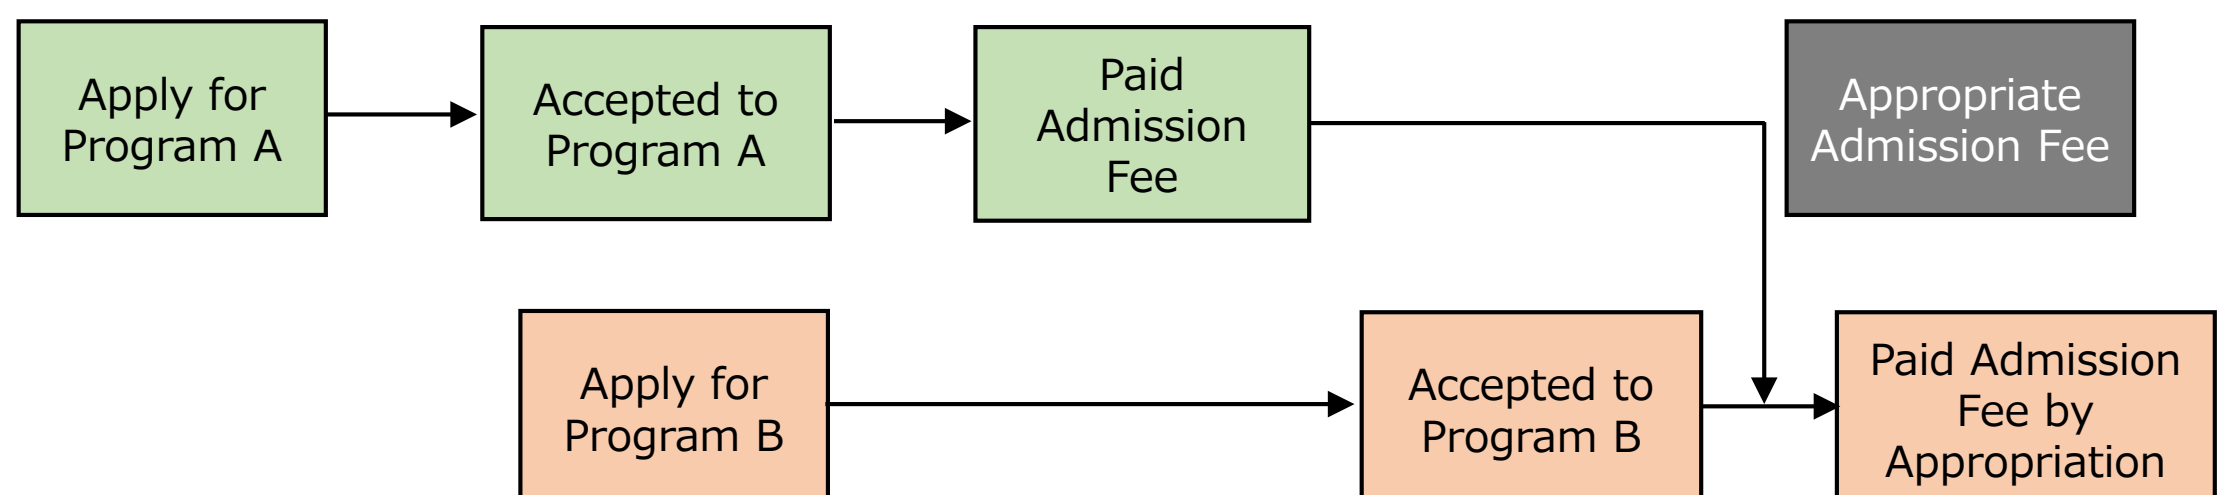 Apply for
Program A
Accepted to
Program A
Paid
Admission
Fee
Appropriate
Admission Fee
Apply for
Program B
Accepted to
Program B
Paid Admission
Fee by
Appropriation